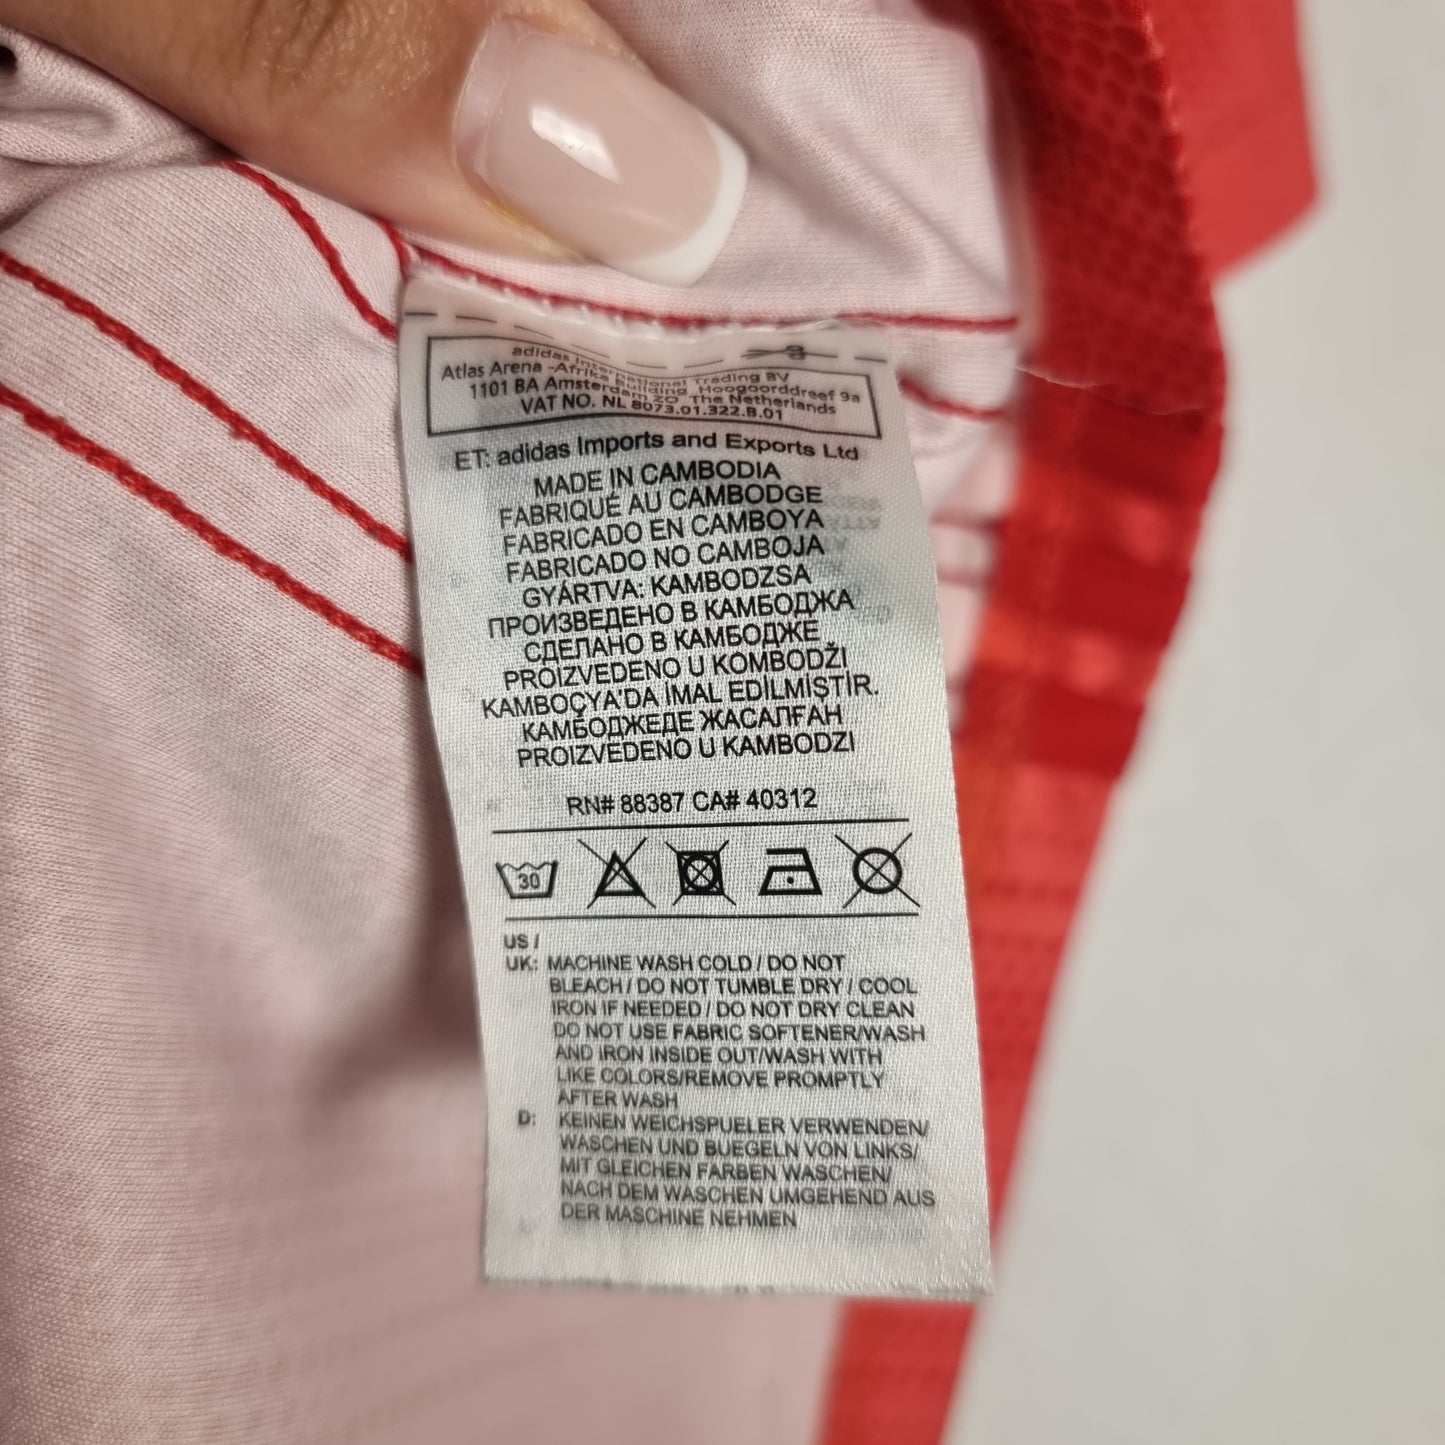 adidas International Trading BV
Atlas Arena -Afrika Building Hoogoorddreef 9a
1101 BA Amsterdam ZO The Netherlands
VAT NO. NL 8073.01.322.B.01
ET: adidas Imports and Exports Ltd
MADE IN CAMBODIA
FABRIQUÉ AU CAMBODGE
FABRICADO EN CAMBOYA
FABRICADO NO CAMBOJA
GYÁRTVA: KAMBODZSA
ПРОИЗВЕДЕНО В КАМБОДЖА
СДЕЛАНО В КАМБОДЖЕ
PROIZVEDENO U KOMBODŽI
KAMBOÇYA'DA İMAL EDİLMİŞTİR.
КАМБОДЖЕДЕ ЖАСАЛҒАН
PROIZVEDENO U KAMBODZI
RN# 88387 CA# 40312
30
US /
UK: MACHINE WASH COLD / DO NOT
BLEACH / DO NOT TUMBLE DRY / COOL
IRON IF NEEDED / DO NOT DRY CLEAN
DO NOT USE FABRIC SOFTENER/WASH
AND IRON INSIDE OUT/WASH WITH
LIKE COLORS/REMOVE PROMPTLY
AFTER WASH
D: KEINEN WEICHSPUELER VERWENDEN/
WASCHEN UND BUEGELN VON LINKS/
MIT GLEICHEN FARBEN WASCHEN/
NACH DEM WASCHEN UMGEHEND AUS
DER MASCHINE NEHMEN